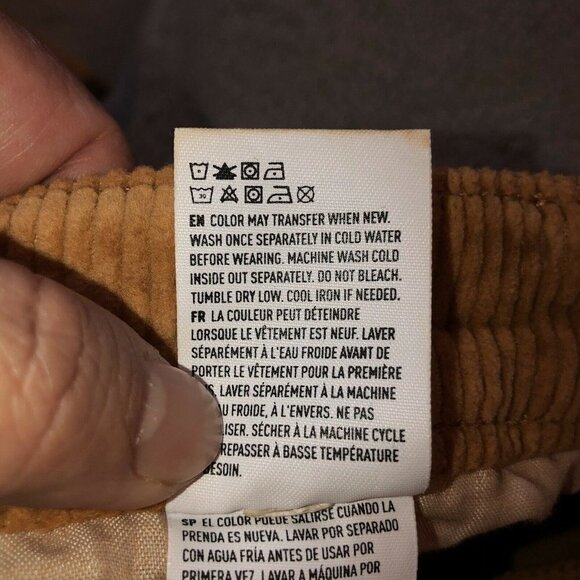 30
EN COLOR MAY TRANSFER WHEN NEW.
WASH ONCE SEPARATELY IN COLD WATER
BEFORE WEARING. MACHINE WASH COLD
INSIDE OUT SEPARATELY. DO NOT BLEACH.
TUMBLE DRY LOW. COOL IRON IF NEEDED.
FR LA COULEUR PEUT DÉTEINDRE
LORSQUE LE VÊTEMENT EST NEUF. LAVER
SÉPARÉMENT À L'EAU FROIDE AVANT DE
PORTER LE VÊTEMENT POUR LA PREMIÈRE
LAVER SÉPARÉMENT À LA MACHINE
FROIDE, À L'ENVERS. NE PAS
SÉCHER À LA MACHINE CYCLE
À BASSE TEMPÉRATURE
SP EL COLOR PUEDE SALIRSE CUANDO LA
PRENDA ES NUEVA. LAVAR POR SEPARADO
CON AGUA FRÍA ANTES DE USAR POR
PRIMERA VEZ. LAVAR A MÁQUINA POR